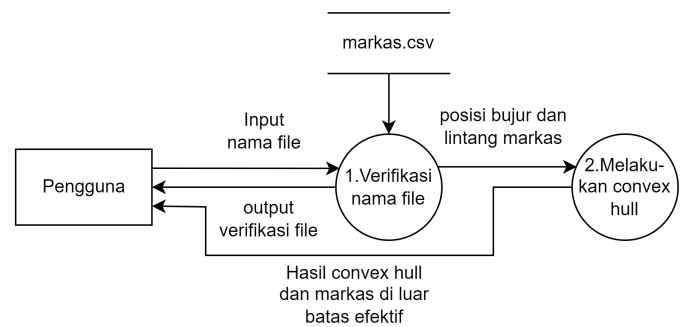 markas.csv
Input
nama file
posisi bujur dan
lintang markas
Pengguna
1.Verifikasi
nama file
2.Melaku-
kan convex
hull
output
verifikasi file
Hasil convex hull
dan markas di luar
batas efektif